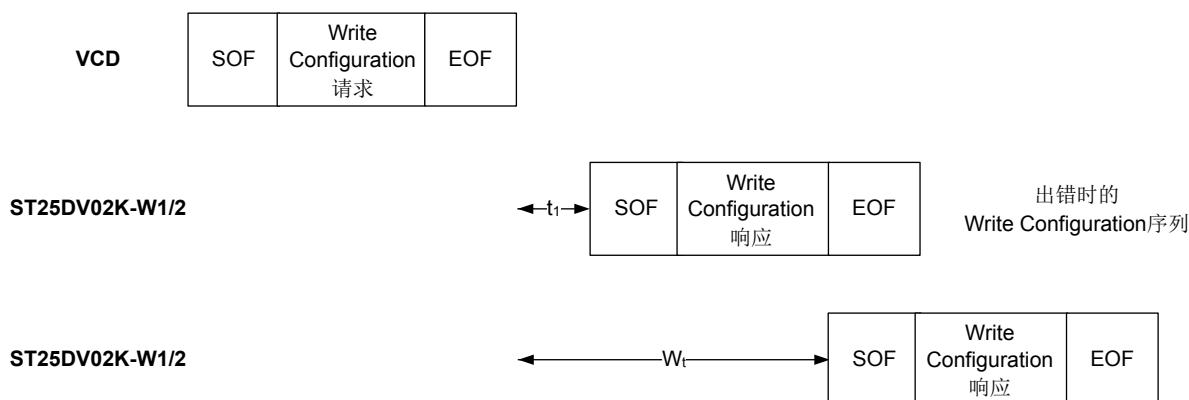 VCD
SOF
Write
Configuration
请求
EOF
ST25DV02K-W1/2
t1
SOF
Write
Configuration
响应
EOF
出错时的
Write Configuration序列
ST25DV02K-W1/2
Wt
SOF
Write
Configuration
响应
EOF